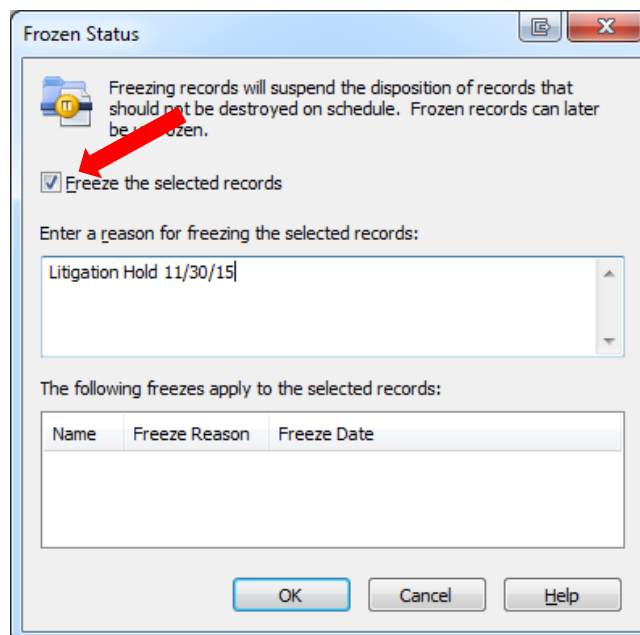 Frozen Status
Freezing records will suspend the disposition of records that
should not be destroyed on schedule. Frozen records can later
be
Freeze the selected records
Enter a reason for freezing the selected records:
Litigation Hold 11/30/15
The following freezes apply to the selected records:
Name Freeze Reason Freeze Date
OK Cancel Help